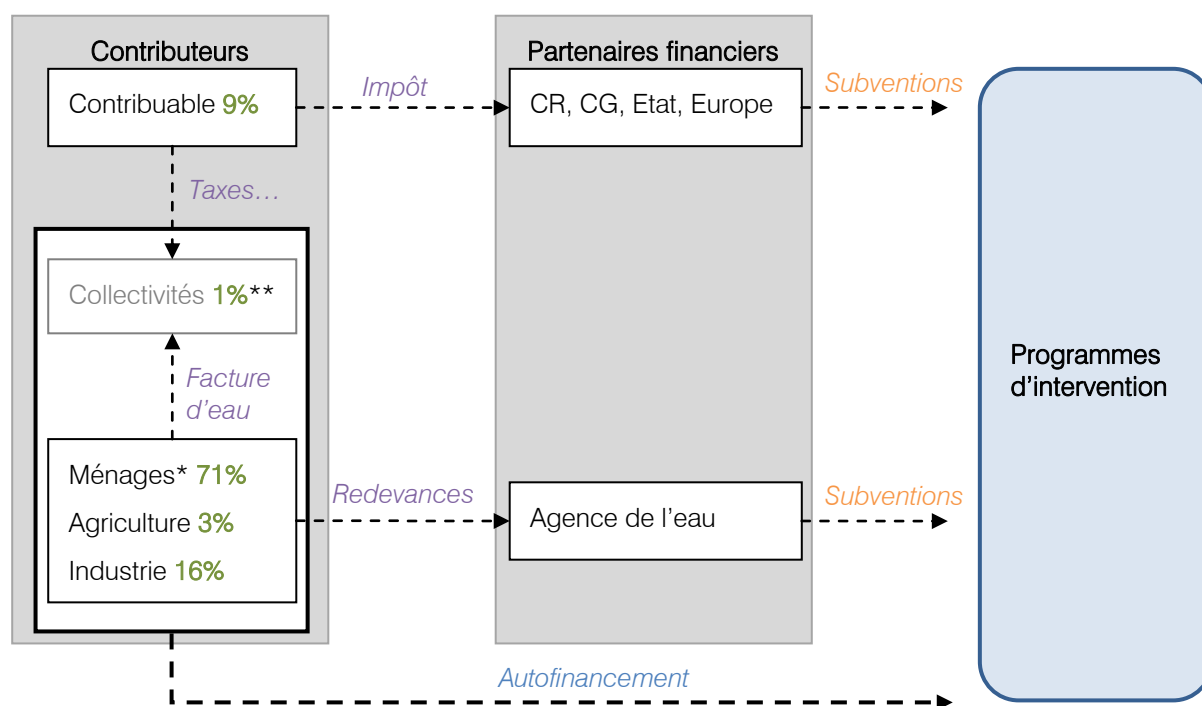 Contributeurs
Partenaires financiers
Contribuable 9%
Impôt
CR, CG, Etat, Europe
Subventions
Taxes…
Collectivités 1%**
Programmes
d’intervention
Facture
d’eau
Ménages* 71%
Agriculture 3%
Industrie 16%
Redevances
Agence de l’eau
Subventions
Autofinancement